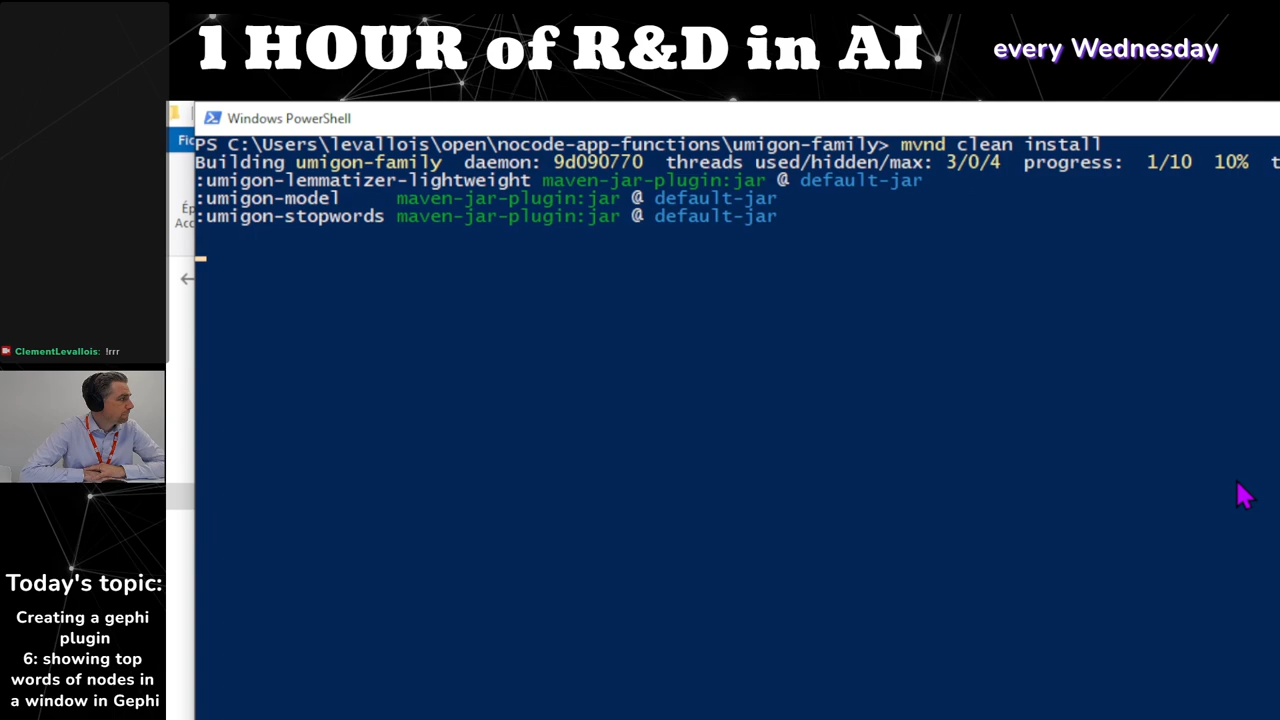 1 HOUR of R&D in AI
every Wednesday
Windows PowerShell
Fic
PS C:\Users\levallois\open\nocode-app-functions\umigon-family> mvnd clean install
Building umigon-family daemon: 9d090770 threads used/hidden/max: 3/0/4 progress: 1/10 10% t
:umigon-lemmatizer-lightweight maven-jar-plugin:jar @ default-jar
:umigon-model maven-jar-plugin:jar @ default-jar
:umigon-stopwords maven-jar-plugin:jar @ default-jar
Ép
Acc
ClementLevallois: !rrr
Today's topic:
Creating a gephi
plugin
6: showing top
words of nodes in
a window in Gephi